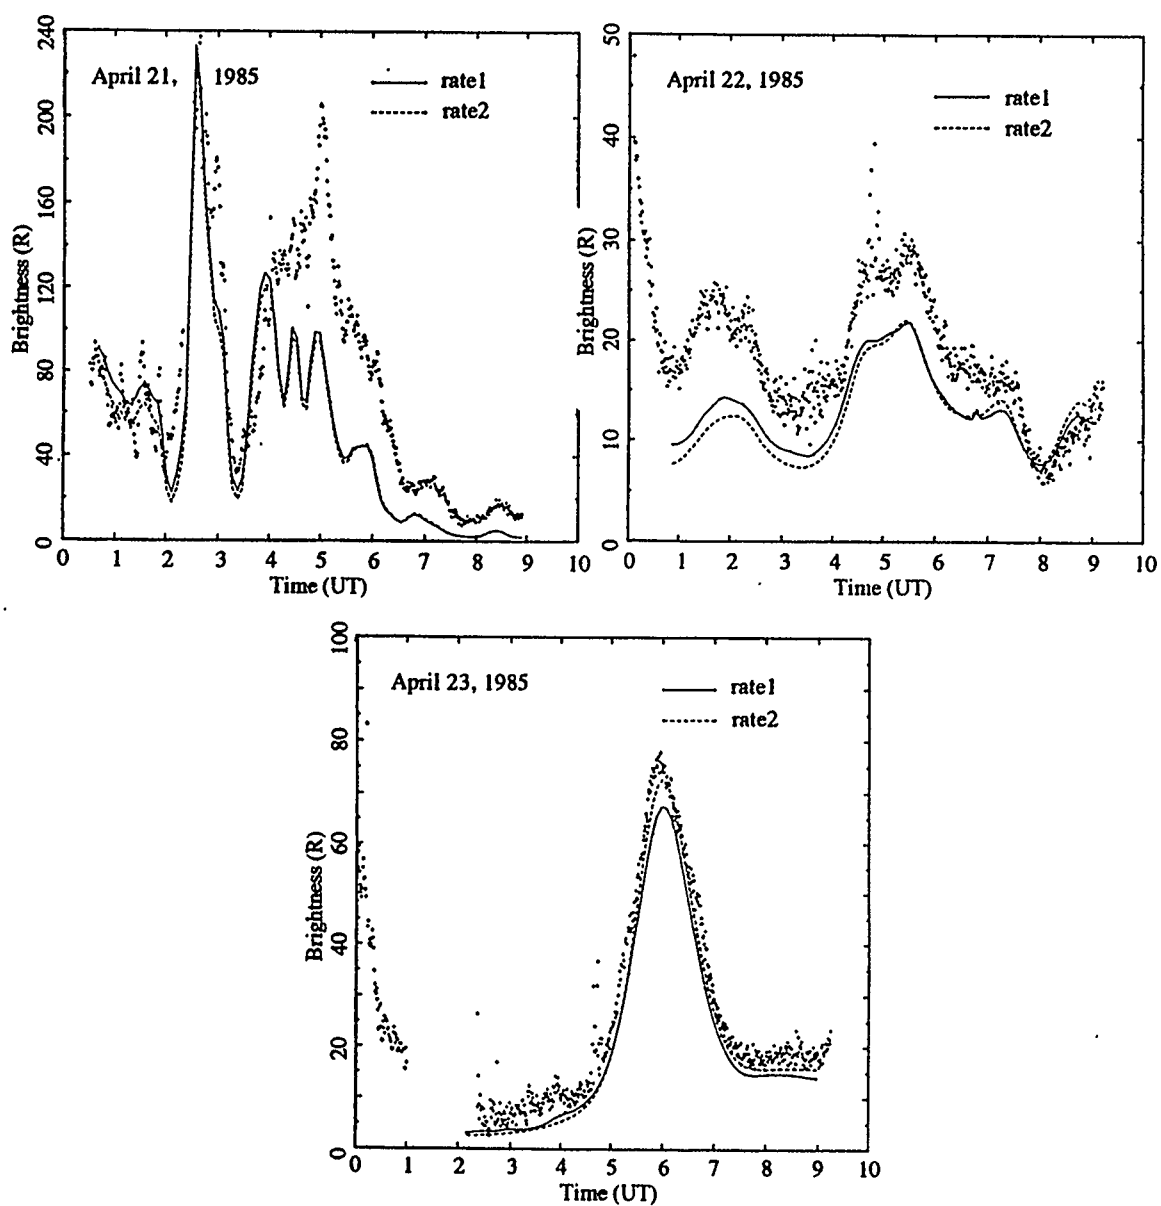 240
200
160
120
80
40
0
Brightness (R)
April 21, 1985
rate1
rate2
0 1 2 3 4 5 6 7 8 9 10
Time (UT)
50
40
30
20
10
0
Brightness (R)
April 22, 1985
rate1
rate2
0 1 2 3 4 5 6 7 8 9 10
Time (UT)
100
80
60
40
20
0
Brightness (R)
April 23, 1985
rate1
rate2
0 1 2 3 4 5 6 7 8 9 10
Time (UT)